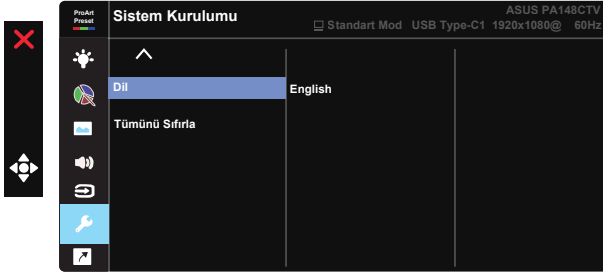 ProArt
Preset
Sistem Kurulumu
ASUS PA148CTV
Standart Mod USB Type-C1 1920x1080@ 60Hz
Dil
English
Tümünü Sıfırla